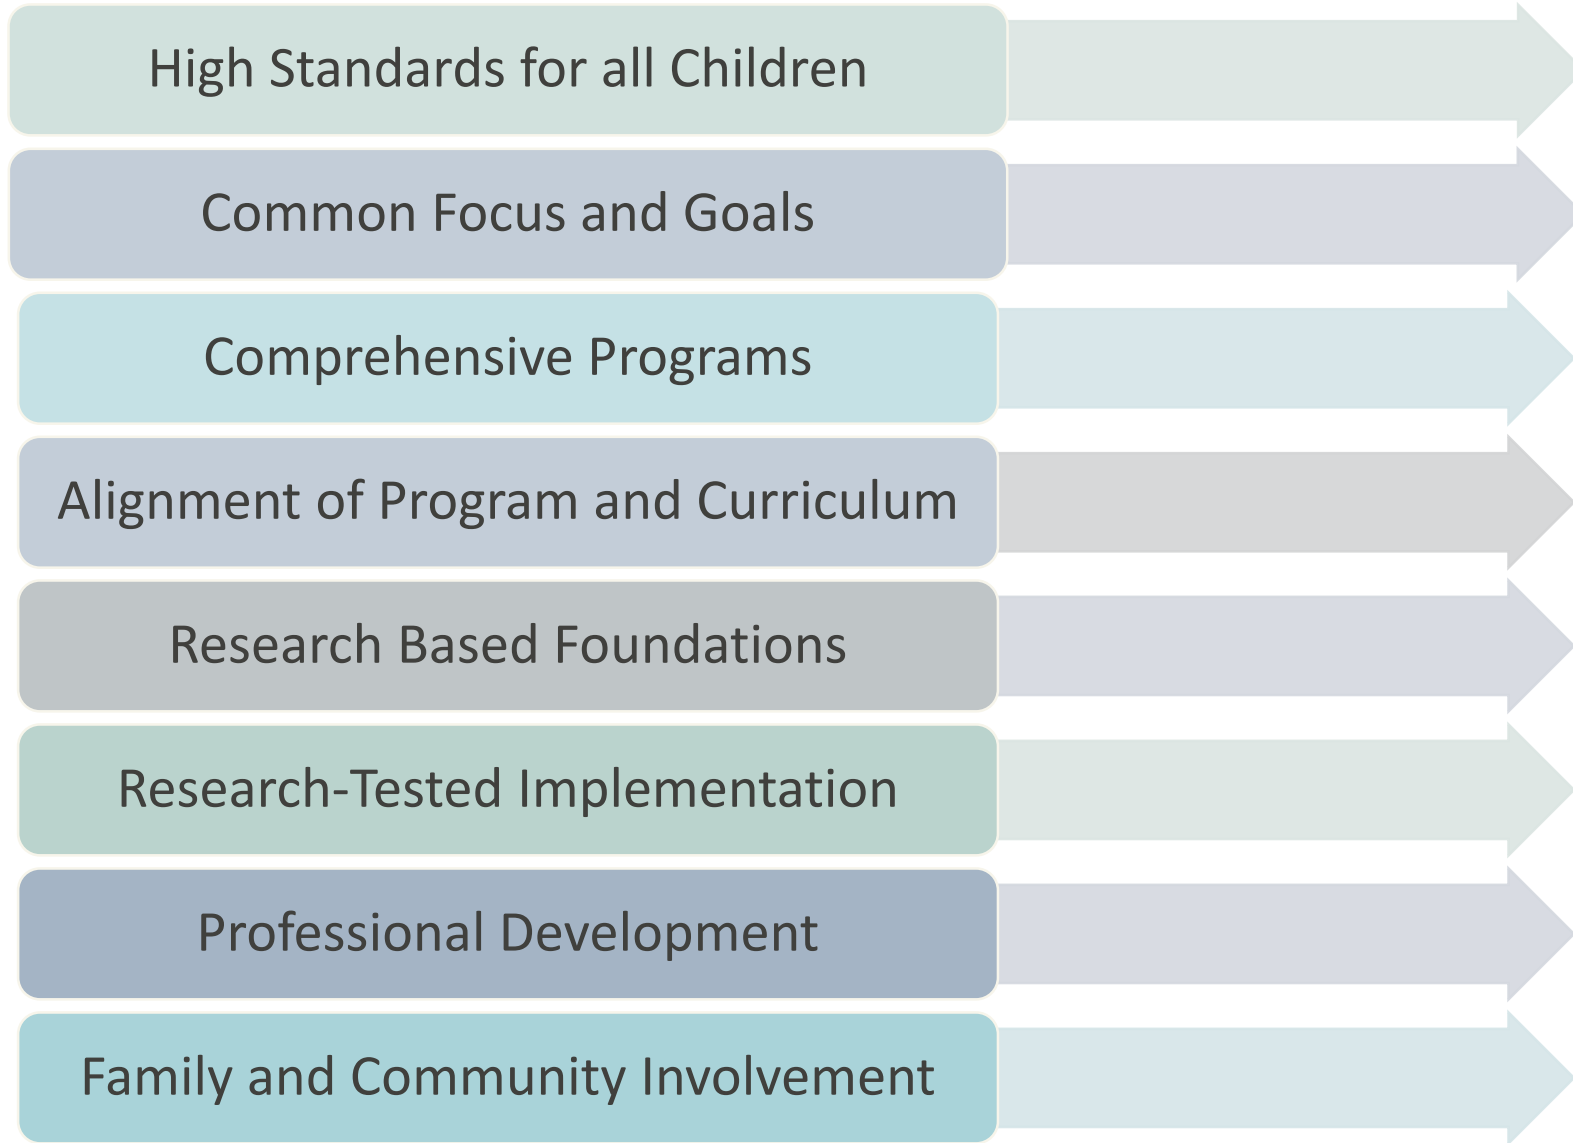 High Standards for all Children
Common Focus and Goals
Comprehensive Programs
Alignment of Program and Curriculum
Research Based Foundations
Research-Tested Implementation
Professional Development
Family and Community Involvement